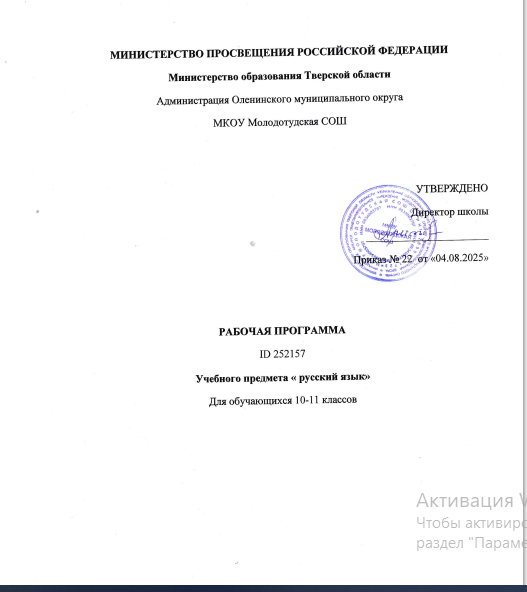 МИНИСТЕРСТВО ПРОСВЕЩЕНИЯ РОССИЙСКОЙ ФЕДЕРАЦИИ
Министерство образования Тверской области
Администрация Оленинского муниципального округа
МКОУ Молодотудская СОШ
УТВЕРЖДЕНО
Директор школы
Приказ № 22 от «04.08.2025»
РАБОЧАЯ ПРОГРАММА
ID 252157
Учебного предмета « русский язык»
Для обучающихся 10-11 классов
Активация
Чтобы
раздел "Парам